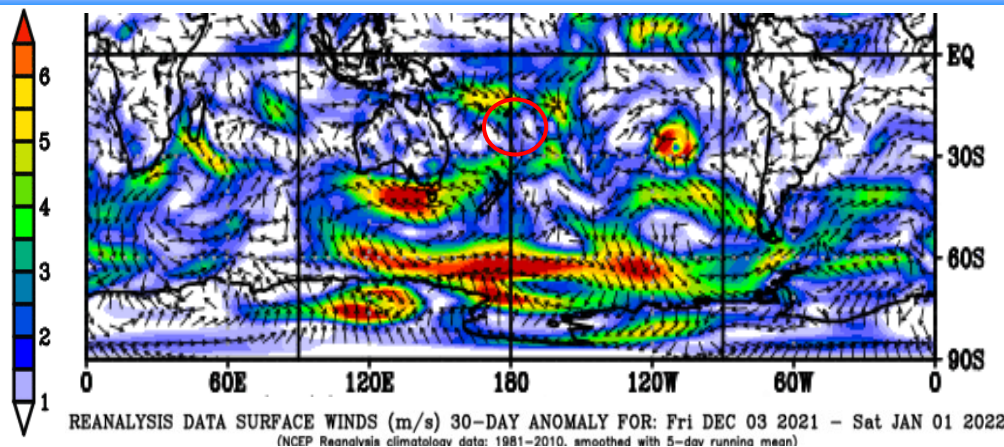 EQ
6
5
30S
4
3
60S
2
1
90S
0 60E 120E 180 120W 60W 0
REANALYSIS DATA SURFACE WINDS (m/s) 30-DAY ANOMALY FOR: Fri DEC 03 2021 - Sat JAN 01 2022
(NCEP Reanalysis climatology data: 1981-2010, smoothed with 5-day running mean)